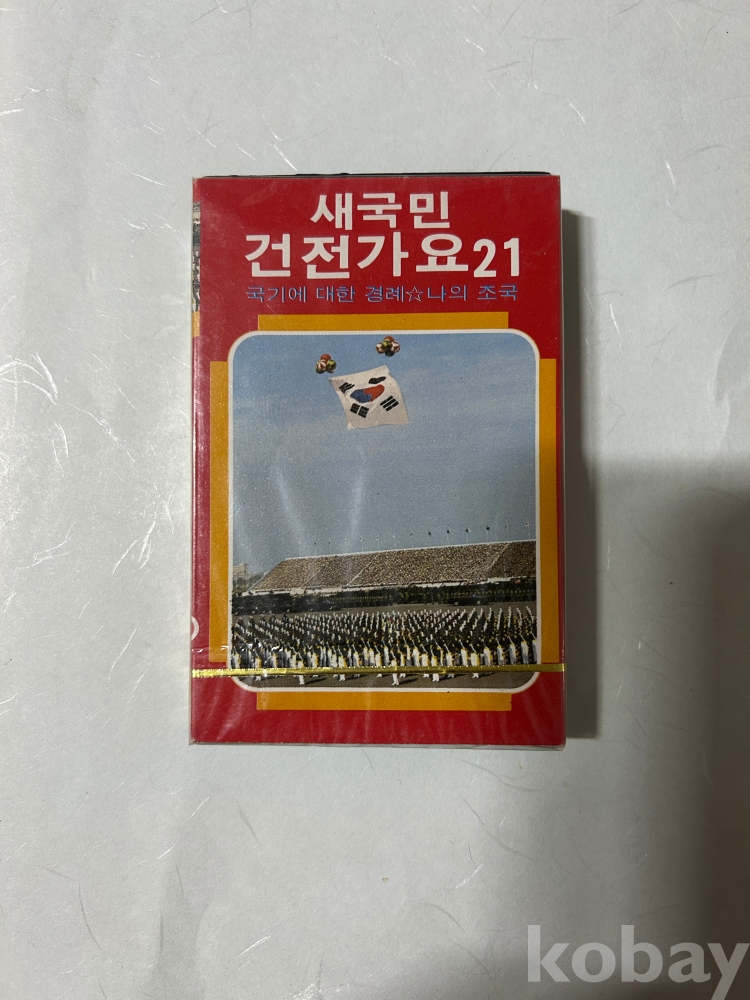 새국민
건전가요21
국기에 대한 경례☆나의 조국
kobay